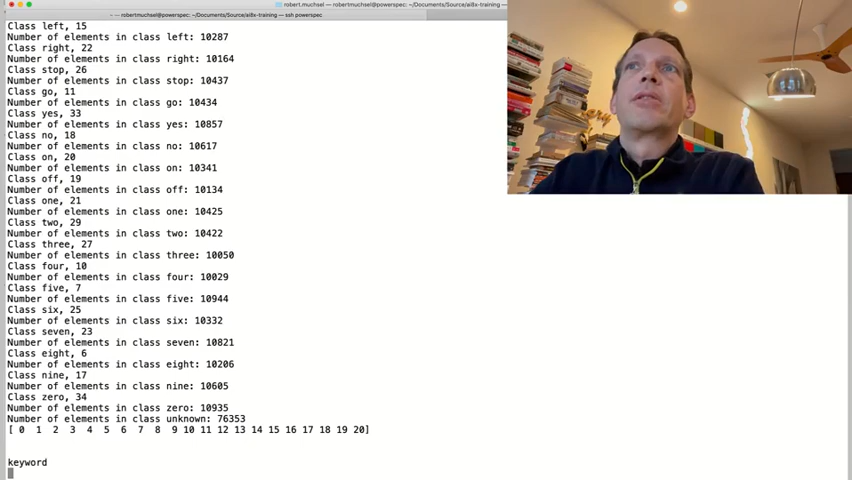 robert.muchsel — robertmuchsel@powerspec: ~/Documents/Source/ai8x-training — ssh powerspec
robertmuchsel@powerspec: ~/Documents/Source/ai8x-training — ssh powerspec
Class left, 15
Number of elements in class left: 10287
Class right, 22
Number of elements in class right: 10164
Class stop, 26
Number of elements in class stop: 10437
Class go, 11
Number of elements in class go: 10434
Class yes, 33
Number of elements in class yes: 10857
Class no, 18
Number of elements in class no: 10617
Class on, 20
Number of elements in class on: 10341
Class off, 19
Number of elements in class off: 10134
Class one, 21
Number of elements in class one: 10425
Class two, 29
Number of elements in class two: 10422
Class three, 27
Number of elements in class three: 10050
Class four, 10
Number of elements in class four: 10029
Class five, 7
Number of elements in class five: 10944
Class six, 25
Number of elements in class six: 10332
Class seven, 23
Number of elements in class seven: 10821
Class eight, 6
Number of elements in class eight: 10206
Class nine, 17
Number of elements in class nine: 10605
Class zero, 34
Number of elements in class zero: 10935
Number of elements in class unknown: 76353
[ 0 1 2 3 4 5 6 7 8 9 10 11 12 13 14 15 16 17 18 19 20]
keyword